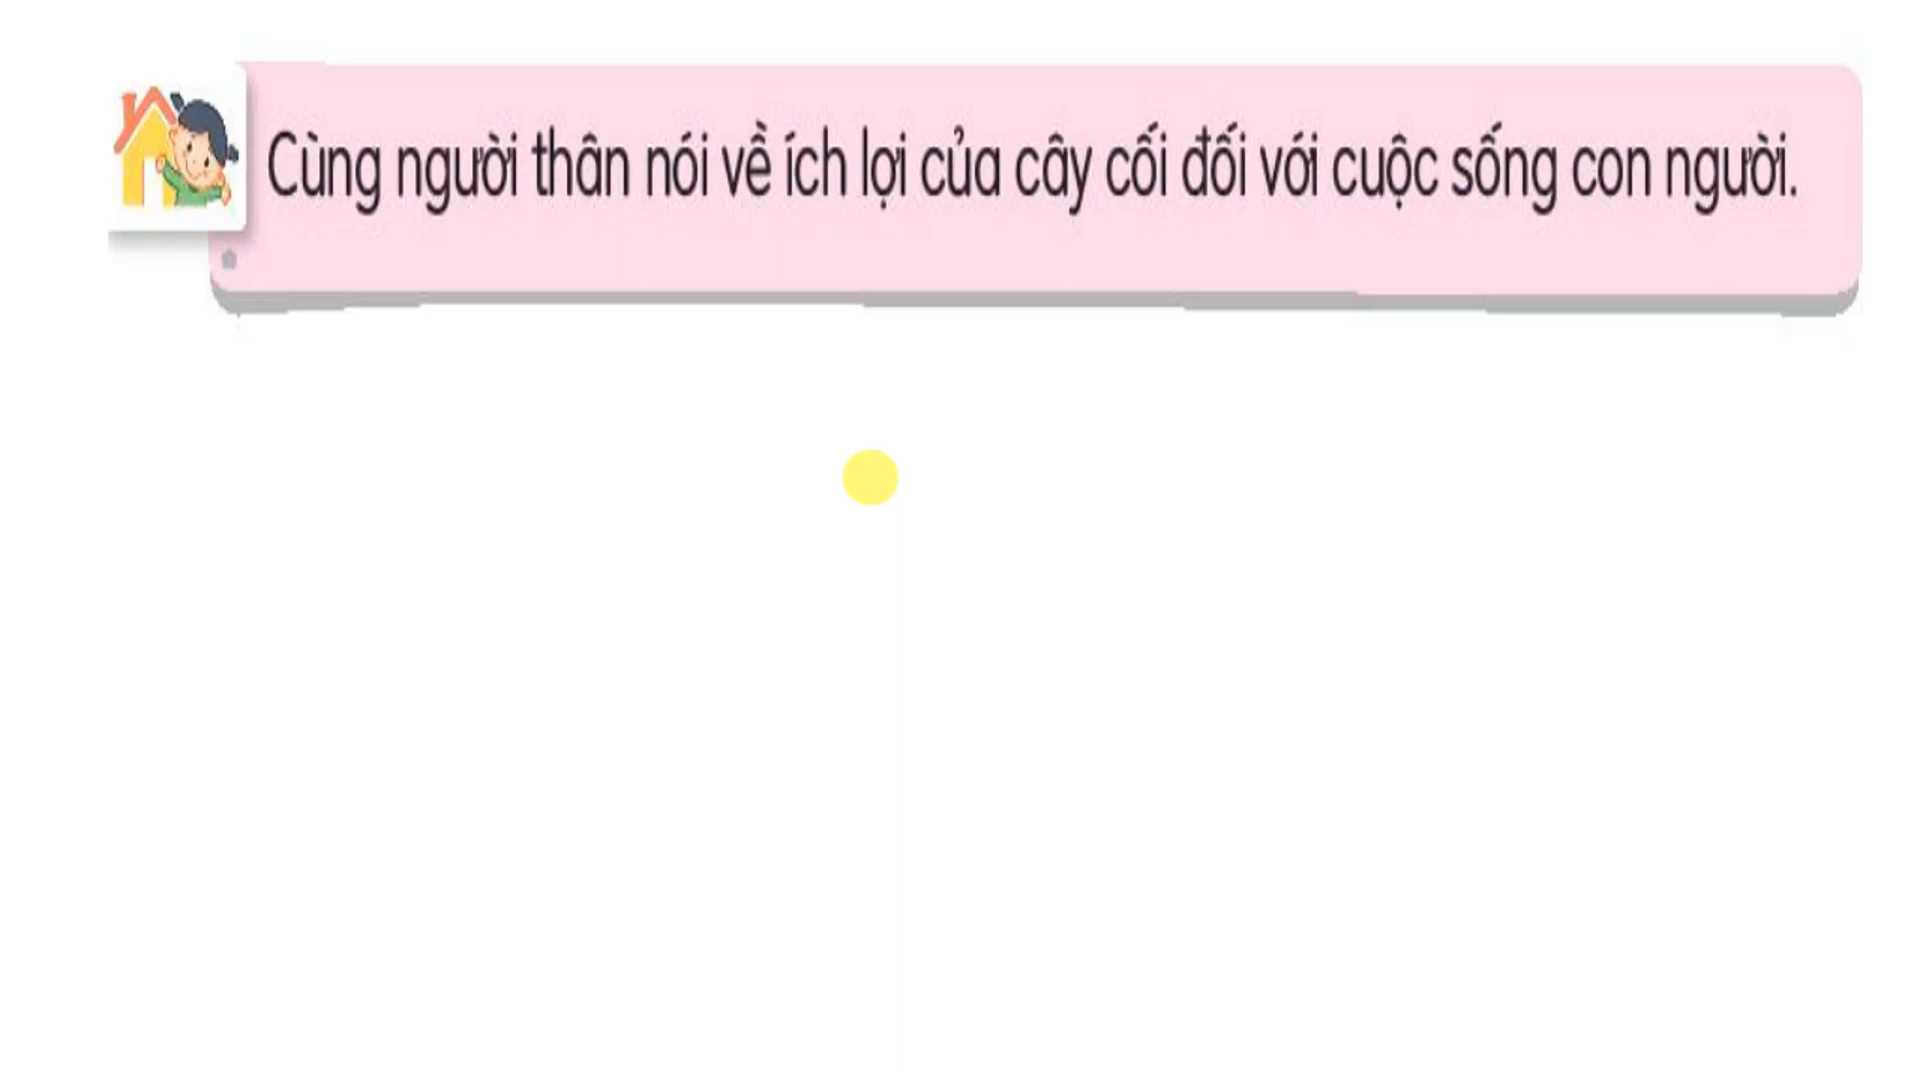 Cùng người thân nói về ích lợi của cây cối đối với cuộc sống con người.